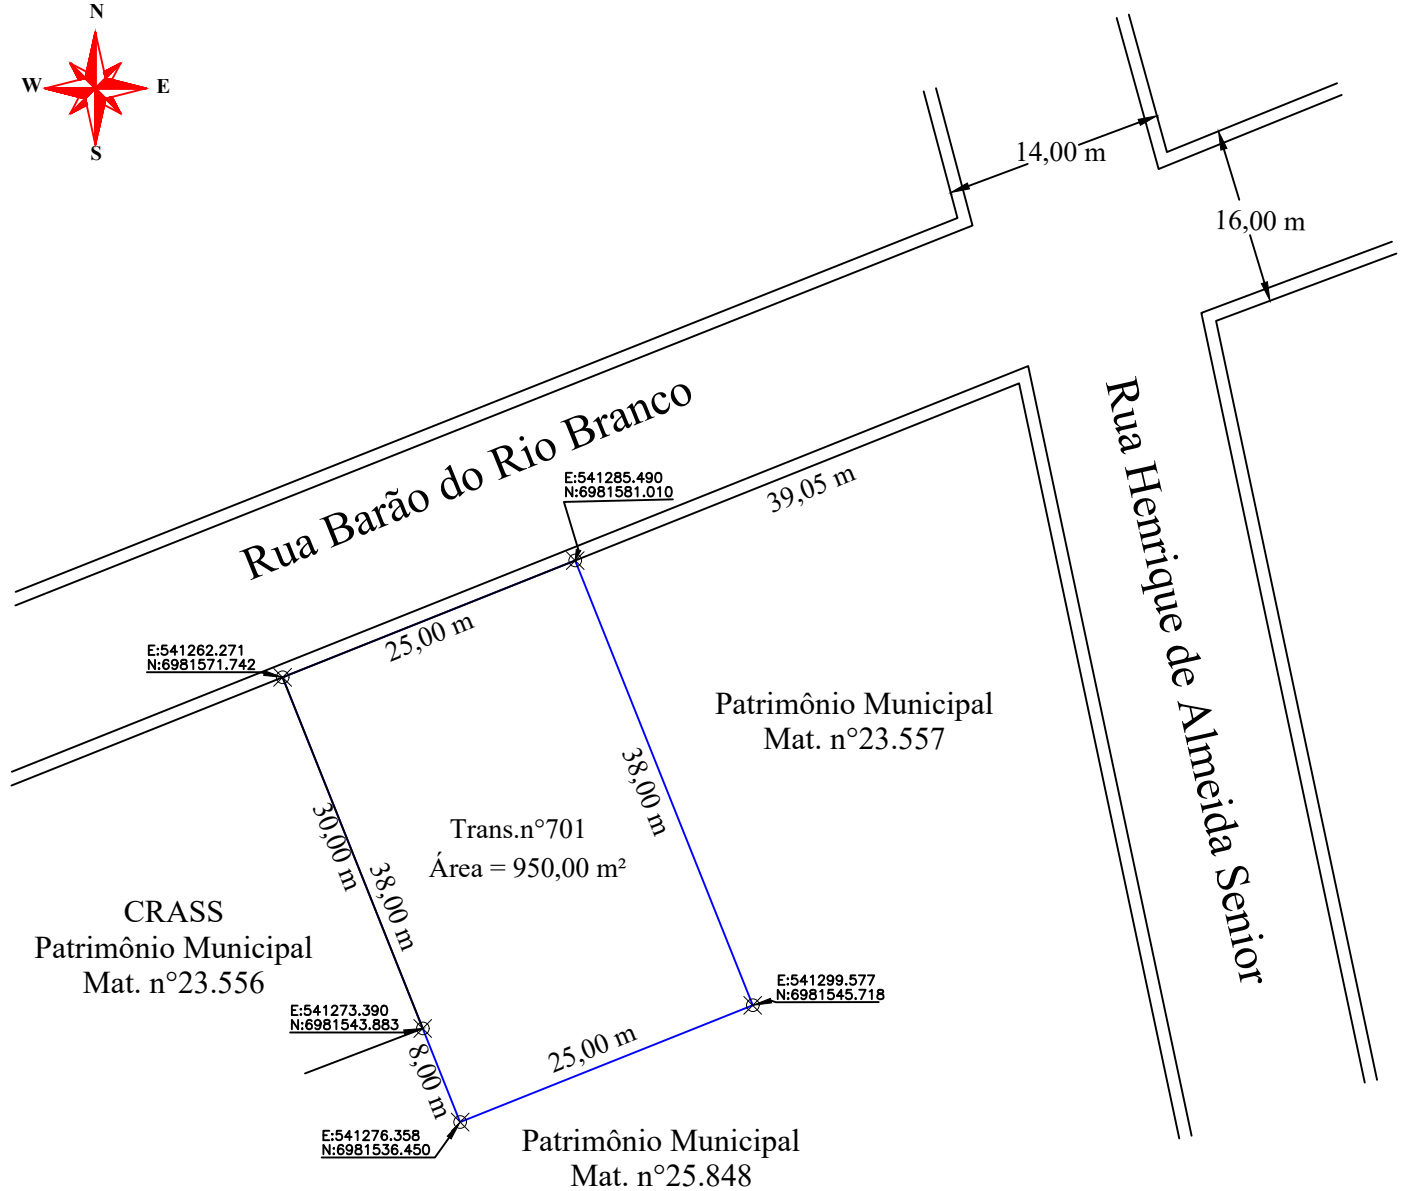 N
W
E
S
14,00 m
16,00 m
Rua Barão do Rio Branco
E:541285.490
N:6981581.010
39,05 m
Rua Henrique de Almeida Senior
25,00 m
E:541262.271
N:6981571.742
Patrimônio Municipal
Mat. n°23.557
38,00 m
30,00 m
38,00 m
Trans.n°701
Área = 950,00 m²
CRASS
Patrimônio Municipal
Mat. n°23.556
E:541299.577
N:6981545.718
E:541273.390
N:6981543.883
8,00 m
25,00 m
E:541276.358
N:6981536.450
Patrimônio Municipal
Mat. n°25.848